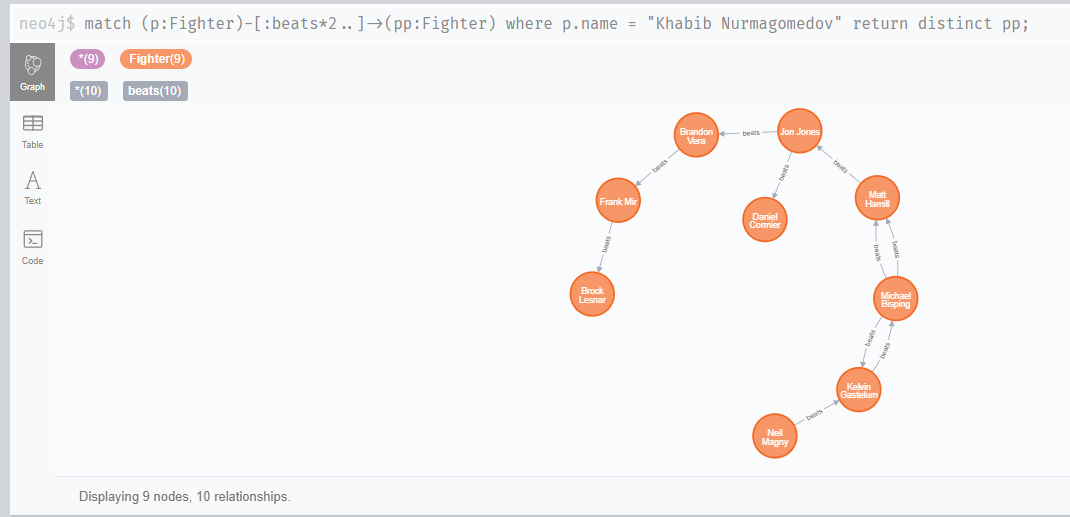 neo4j$ match (p:Fighter)-[:beats*2..]->(pp:Fighter) where p.name = "Khabib Nurmagomedov" return distinct pp;
Graph
*(9)
Fighter(9)
*(10)
beats(10)
Table
Text
Code
Brandon
Vera
beats
Jon Jones
beats
beats
beats
Frank Mir
Matt
Hamill
Daniel
Cormier
beats
beats
beats
Brock
Lesnar
Michael
Bisping
beats
beats
Kelvin
Gastelum
beats
Neil
Magny
Displaying 9 nodes, 10 relationships.